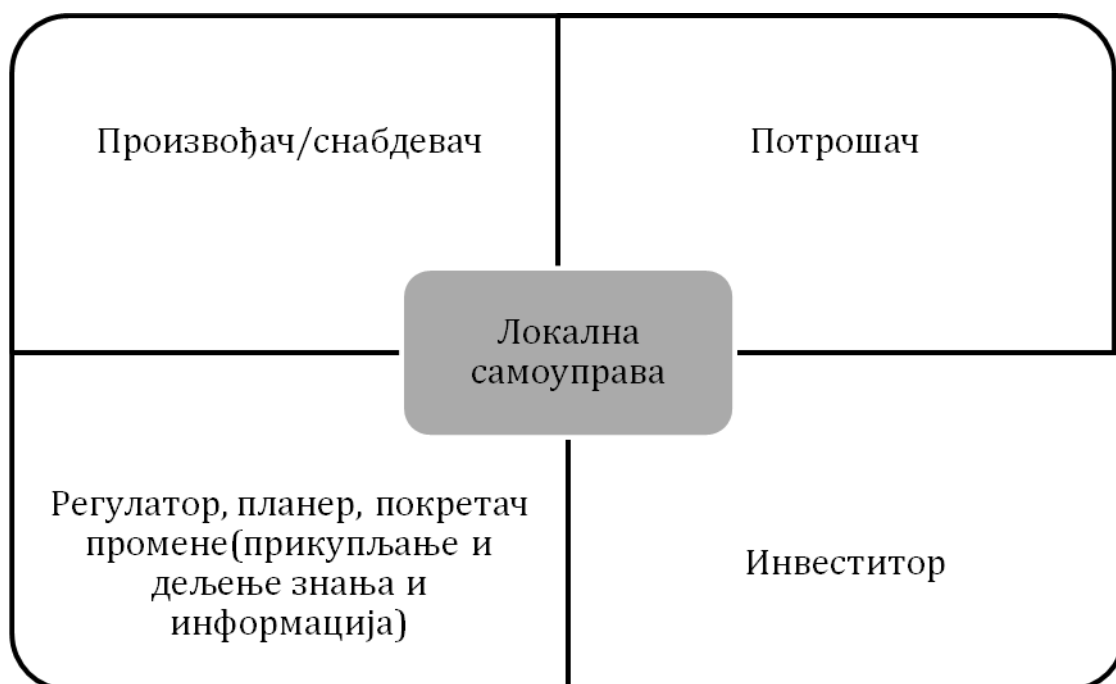 Произвођач/снабдевач
Потрошач
Локална
самоуправа
Регулатор, планер, покретач
промене(прикупљање и
дељење знања и
информација)
Инвеститор